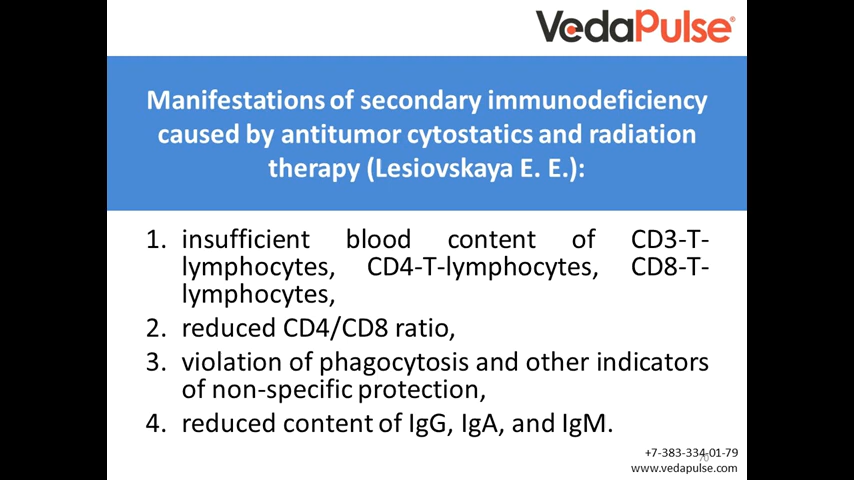 VedaPulse®
Manifestations of secondary immunodeficiency
caused by antitumor cytostatics and radiation
therapy (Lesiovskaya E. E.):
1. insufficient blood content of CD3-T-
lymphocytes, CD4-T-lymphocytes, CD8-T-
lymphocytes,
2. reduced CD4/CD8 ratio,
3. violation of phagocytosis and other indicators
of non-specific protection,
4. reduced content of IgG, IgA, and IgM.
+7-383-334-01-79
70
www.vedapulse.com